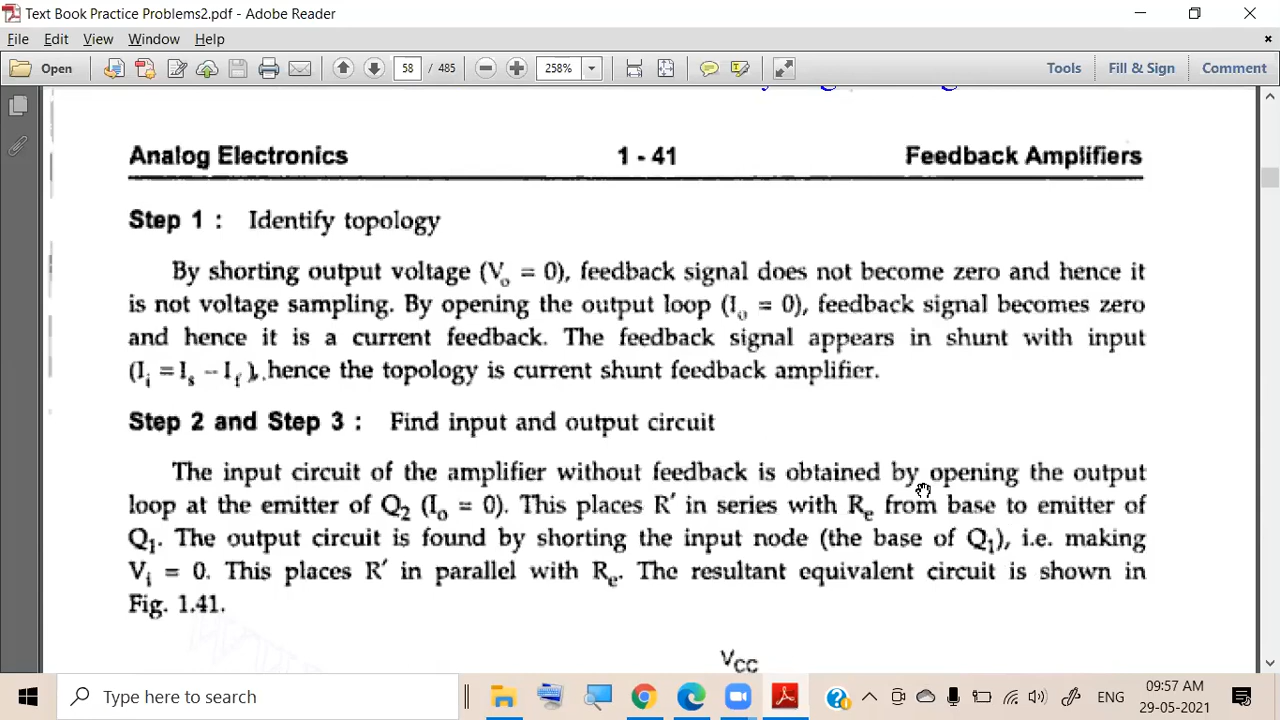 Text Book Practice Problems2.pdf - Adobe Reader
File Edit View Window Help
Open 58 / 485 258% Tools Fill & Sign Comment
Analog Electronics 1 - 41 Feedback Amplifiers
Step 1 : Identify topology
By shorting output voltage (Vo = 0), feedback signal does not become zero and hence it
is not voltage sampling. By opening the output loop (Io = 0), feedback signal becomes zero
and hence it is a current feedback. The feedback signal appears in shunt with input
(Ii = Is – If), hence the topology is current shunt feedback amplifier.
Step 2 and Step 3 : Find input and output circuit
The input circuit of the amplifier without feedback is obtained by opening the output
loop at the emitter of Q2 (Io = 0). This places R' in series with Re from base to emitter of
Q1. The output circuit is found by shorting the input node (the base of Q1), i.e. making
Vi = 0. This places R' in parallel with Re. The resultant equivalent circuit is shown in
Fig. 1.41.
VCC
Type here to search ENG 09:57 AM
29-05-2021